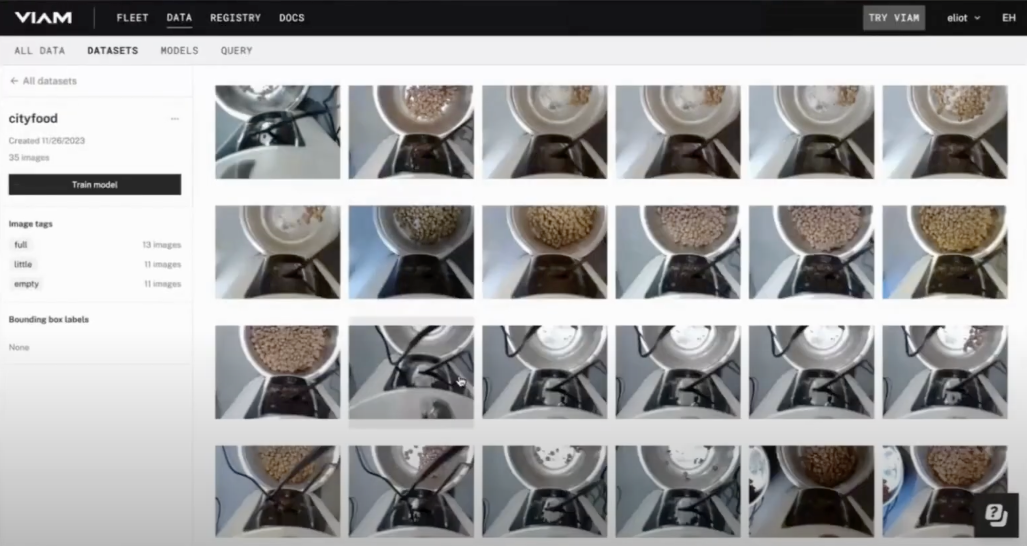 VIAM FLEET DATA REGISTRY DOCS TRY VIAM eliot EH
ALL DATA DATASETS MODELS QUERY
← All datasets
cityfood ...
Created 11/26/2023
35 images
Train model
Image tags
full 13 images
little 11 images
empty 11 images
Bounding box labels
None